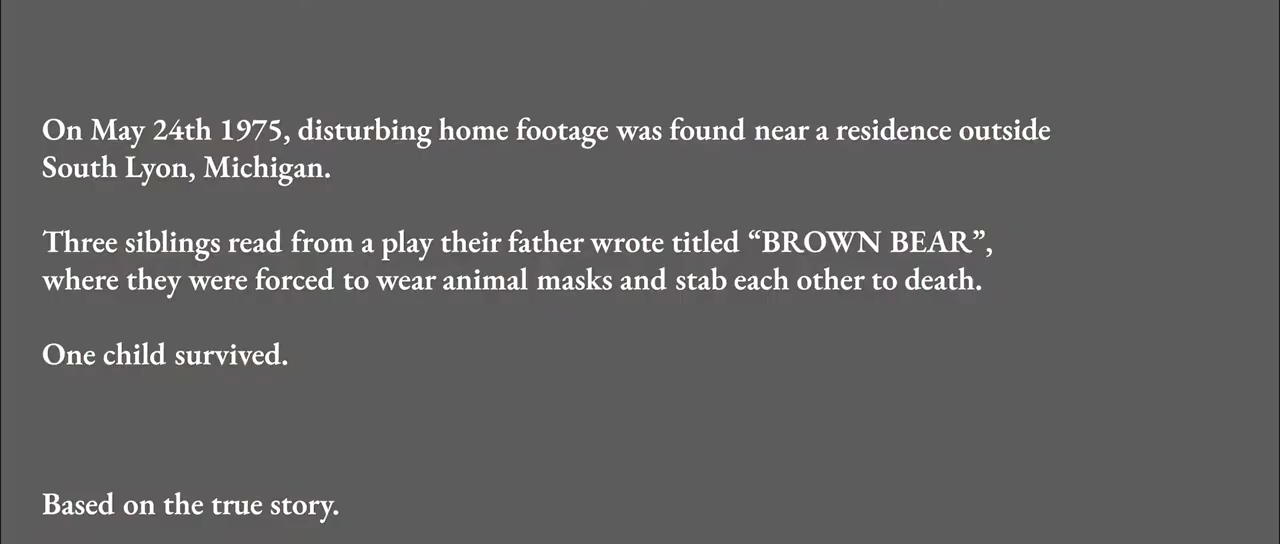 On May 24th 1975, disturbing home footage was found near a residence outside
South Lyon, Michigan.
Three siblings read from a play their father wrote titled “BROWN BEAR”,
where they were forced to wear animal masks and stab each other to death.
One child survived.
Based on the true story.